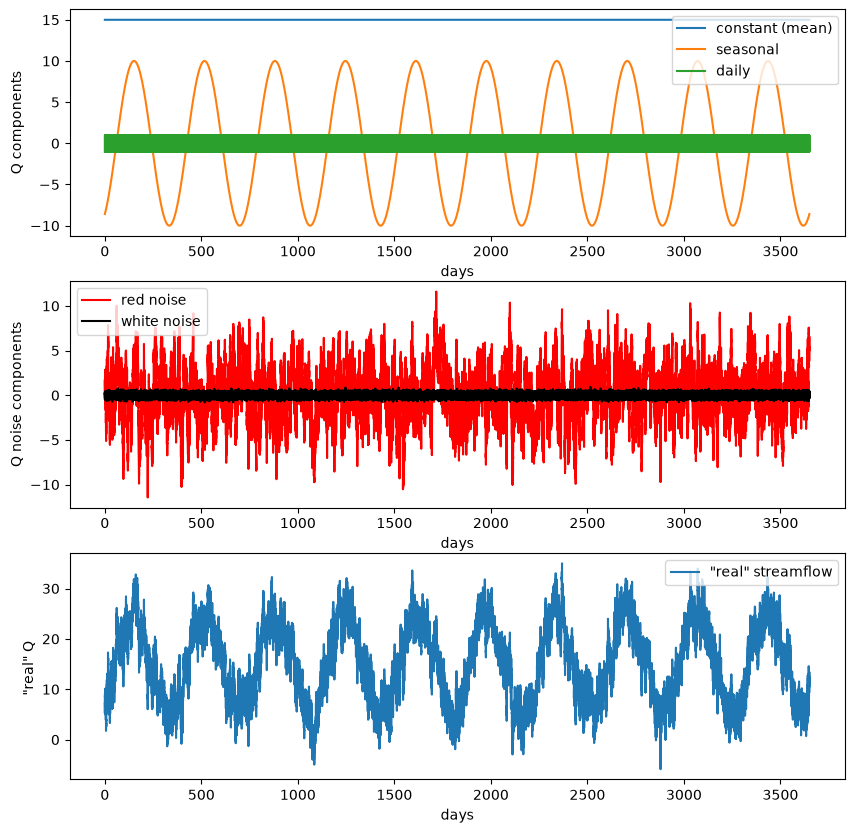 15
10
5
0
−5
−10
Q components
constant (mean)
seasonal
daily
0 500 1000 1500 2000 2500 3000 3500
days
10
5
0
−5
−10
Q noise components
red noise
white noise
0 500 1000 1500 2000 2500 3000 3500
days
30
20
10
0
"real" Q
"real" streamflow
0 500 1000 1500 2000 2500 3000 3500
days